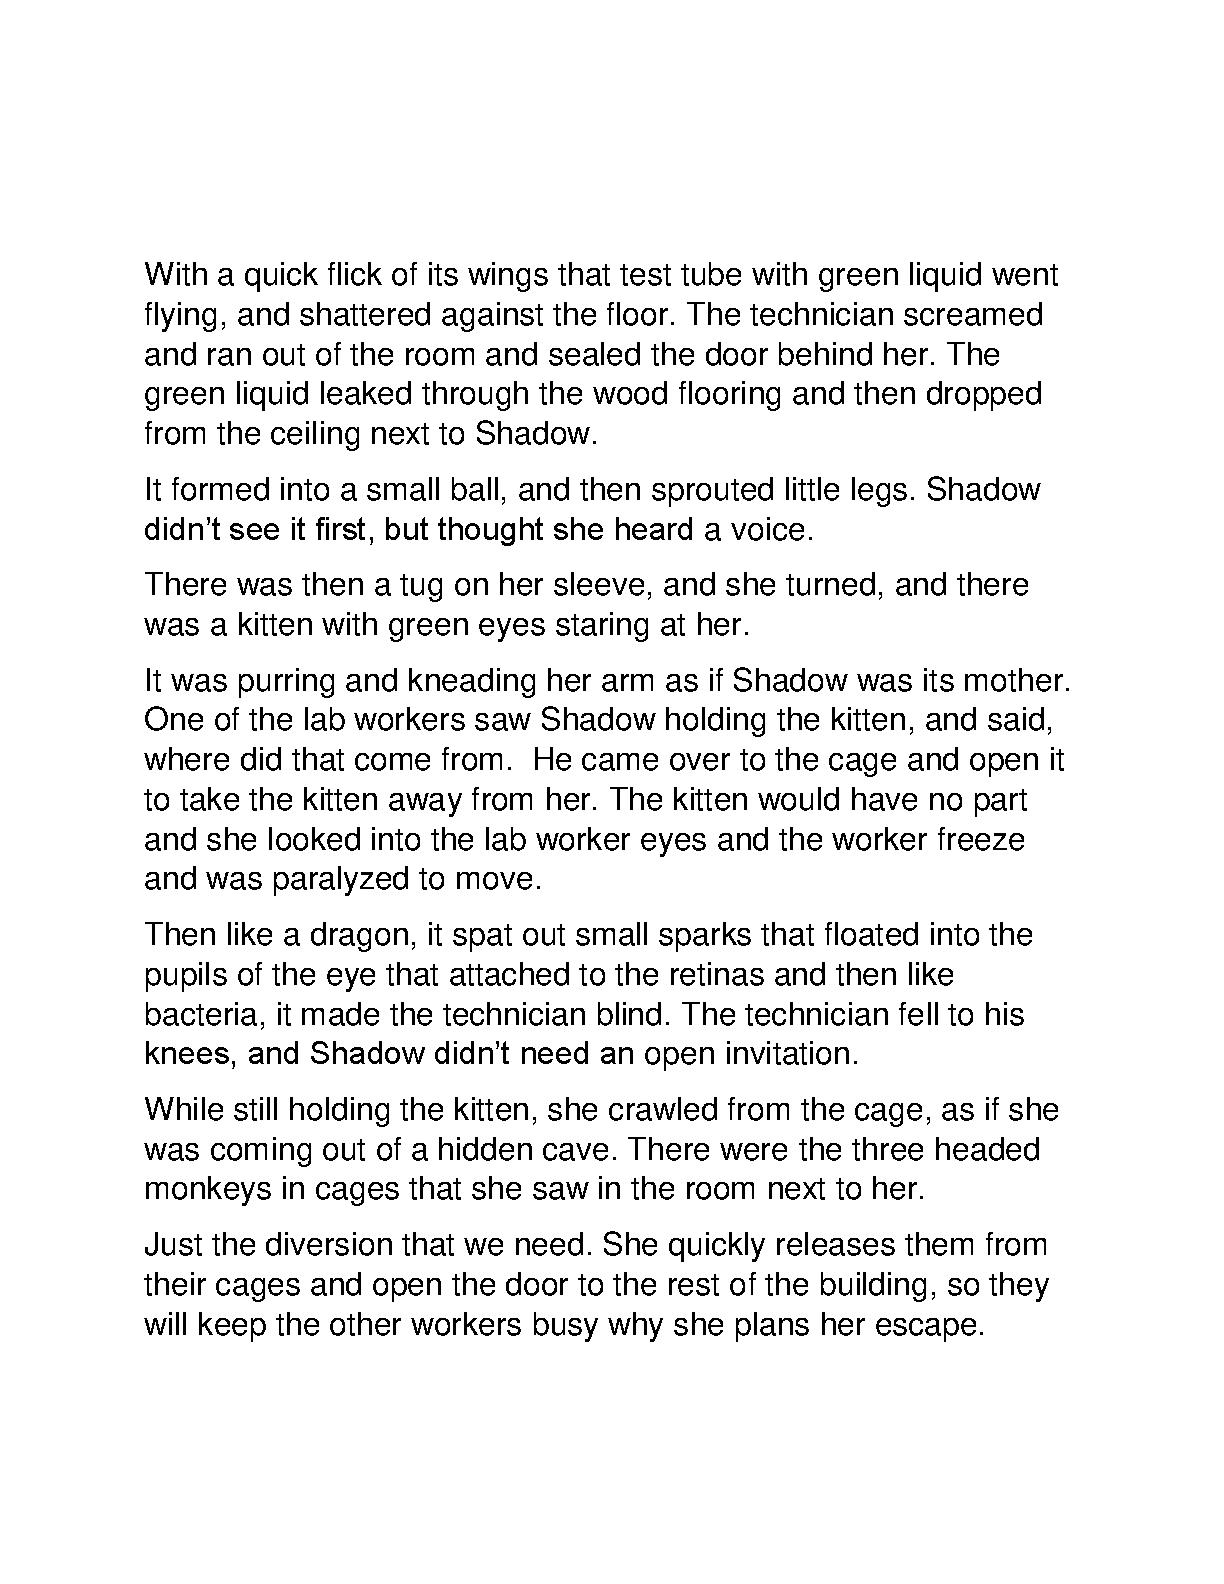 With a quick flick of its wings that test tube with green liquid went
flying, and shattered against the floor. The technician screamed
and ran out of the room and sealed the door behind her. The
green liquid leaked through the wood flooring and then dropped
from the ceiling next to Shadow.
It formed into a small ball, and then sprouted little legs. Shadow
didn’t see it first, but thought she heard a voice.
There was then a tug on her sleeve, and she turned, and there
was a kitten with green eyes staring at her.
It was purring and kneading her arm as if Shadow was its mother.
One of the lab workers saw Shadow holding the kitten, and said,
where did that come from.  He came over to the cage and open it
to take the kitten away from her. The kitten would have no part
and she looked into the lab worker eyes and the worker freeze
and was paralyzed to move.
Then like a dragon, it spat out small sparks that floated into the
pupils of the eye that attached to the retinas and then like
bacteria, it made the technician blind. The technician fell to his
knees, and Shadow didn’t need an open invitation.
While still holding the kitten, she crawled from the cage, as if she
was coming out of a hidden cave. There were the three headed
monkeys in cages that she saw in the room next to her.
Just the diversion that we need. She quickly releases them from
their cages and open the door to the rest of the building, so they
will keep the other workers busy why she plans her escape.